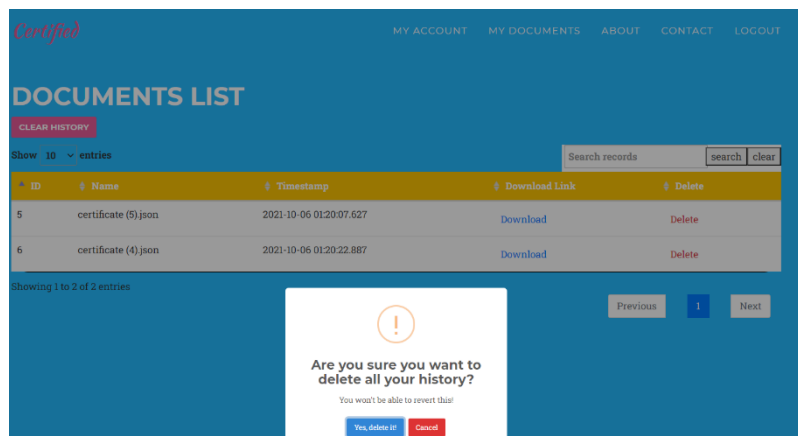 Certified
MY ACCOUNT MY DOCUMENTS ABOUT CONTACT LOGOUT
DOCUMENTS LIST
CLEAR HISTORY
Show 10 entries
Search records search clear
ID Name Timestamp Download Link Delete
5 certificate (5).json 2021-10-06 01:20:07.627 Download Delete
6 certificate (4).json 2021-10-06 01:20:22.887 Download Delete
Showing 1 to 2 of 2 entries
Previous 1 Next
!
Are you sure you want to
delete all your history?
You won't be able to revert this!
Yes, delete it! Cancel